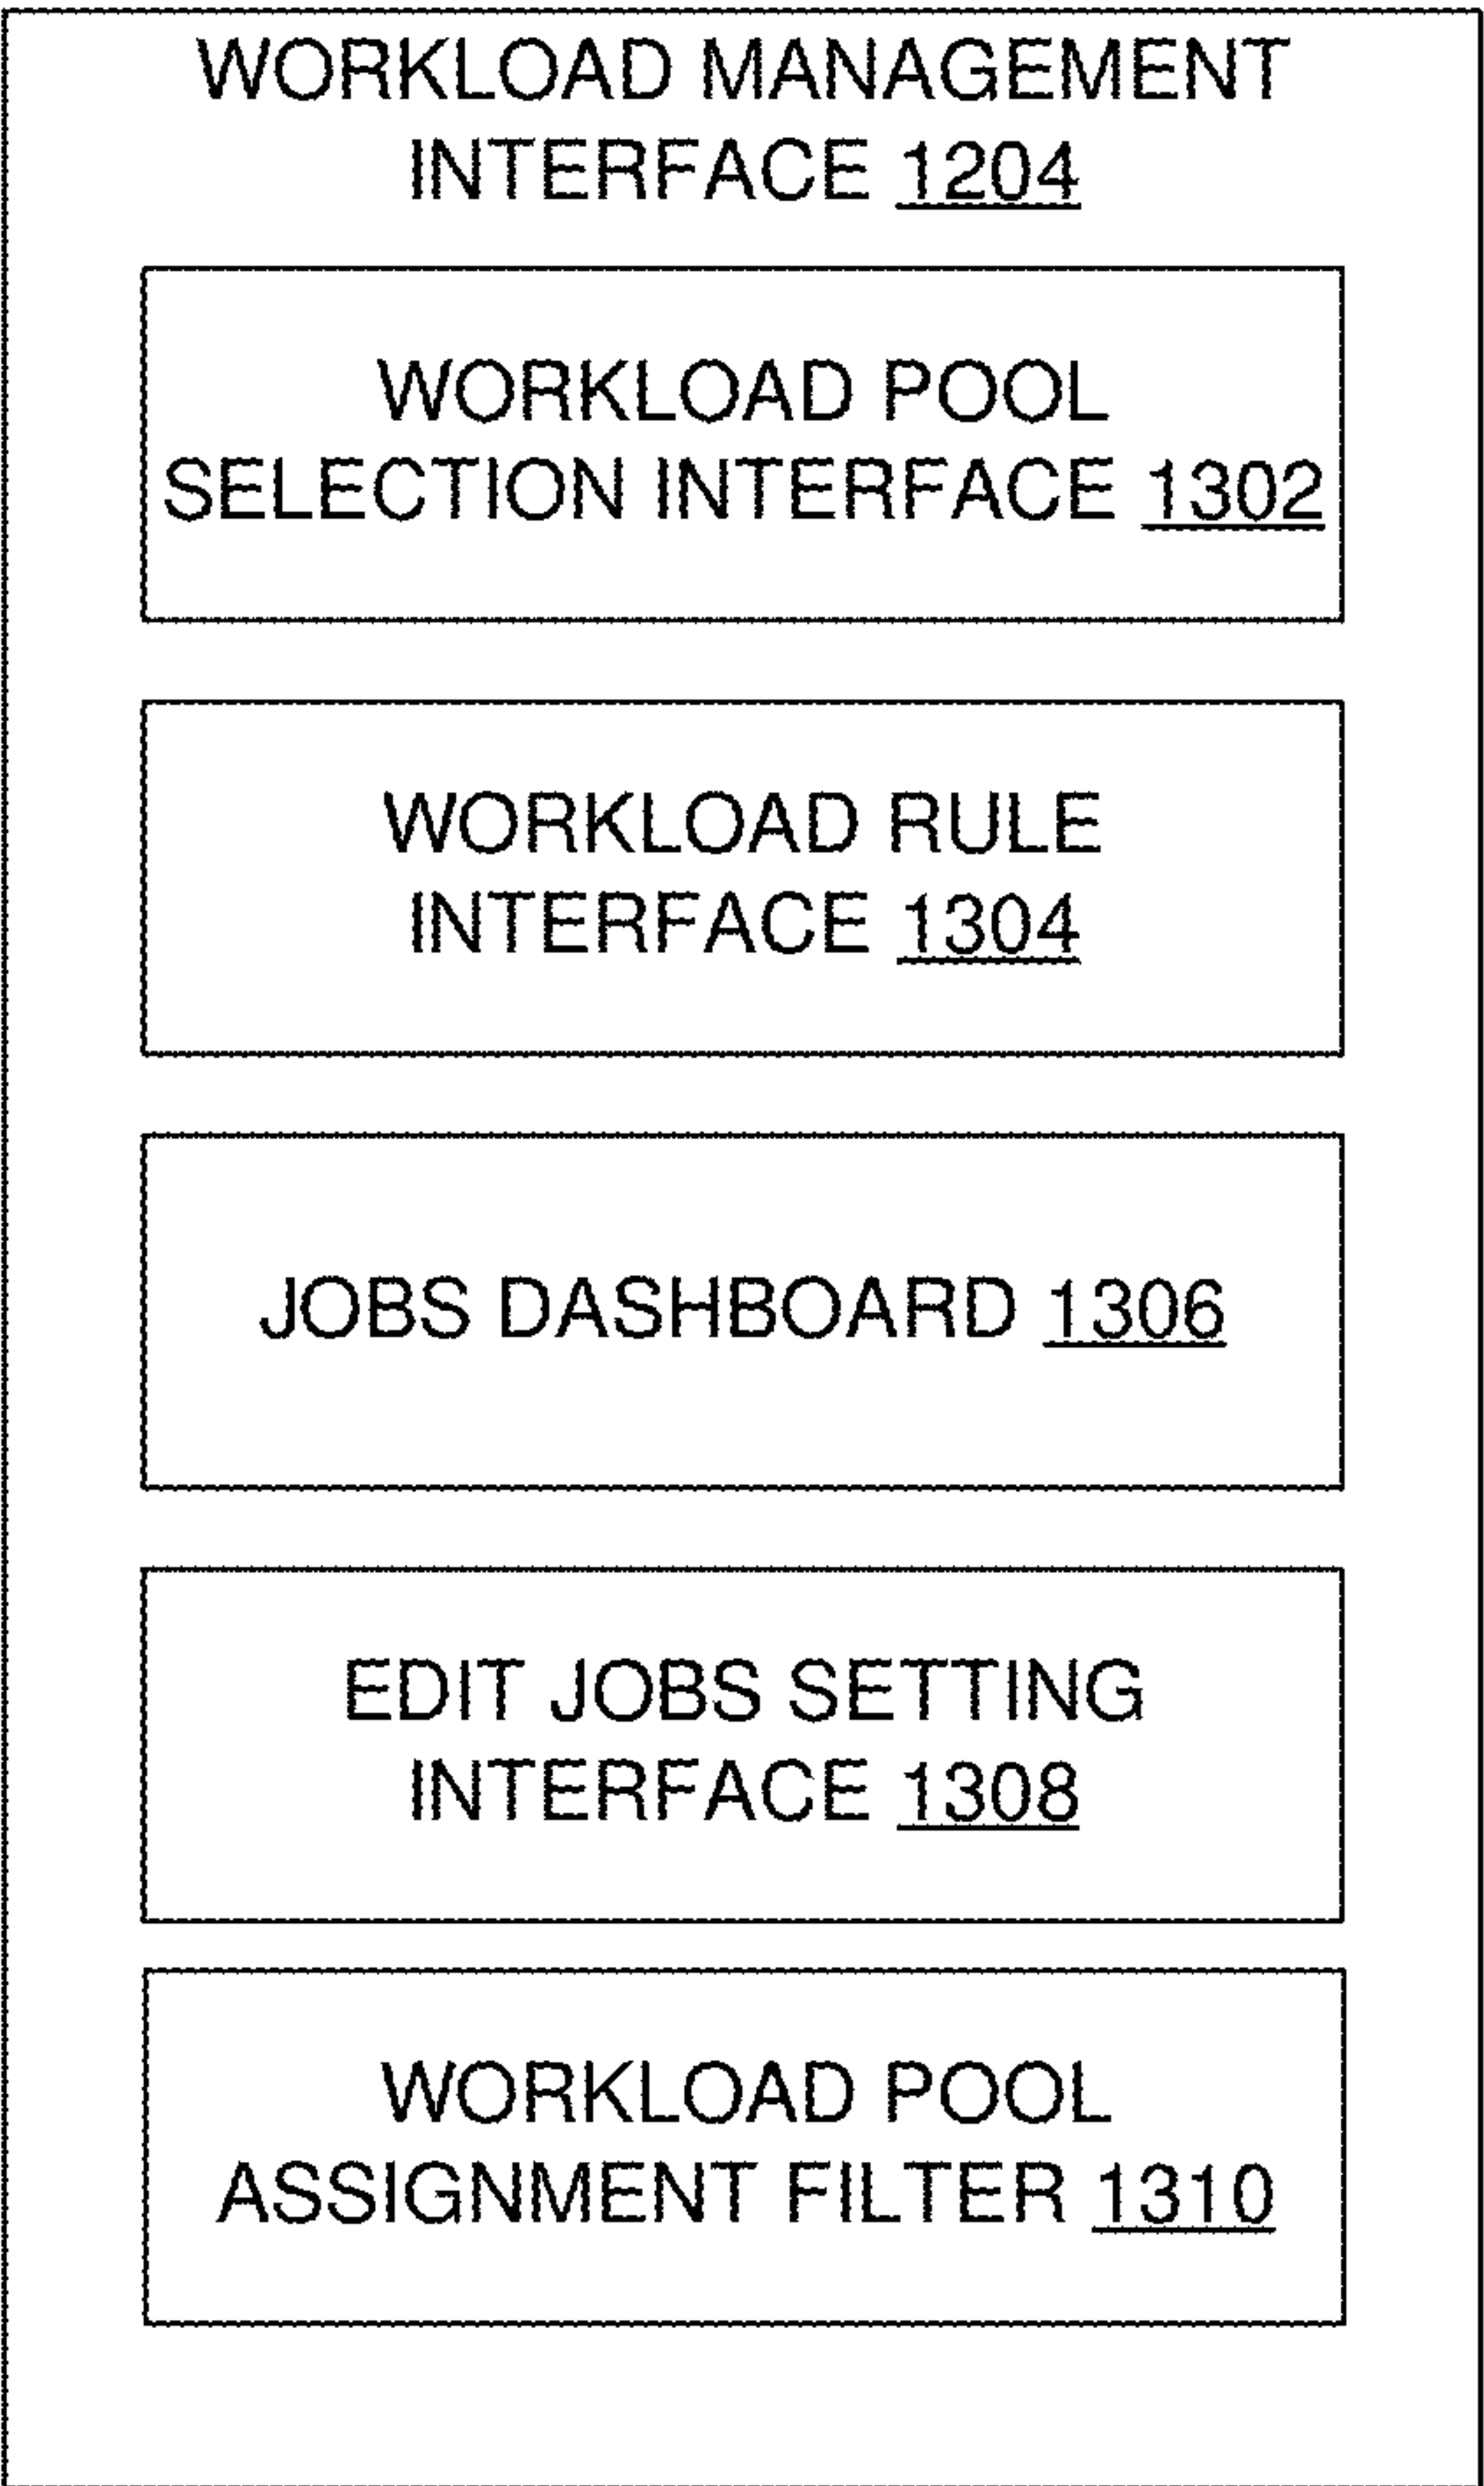 WORKLOAD MANAGEMENT
INTERFACE 1204
WORKLOAD POOL
SELECTION INTERFACE 1302
WORKLOAD RULE
INTERFACE 1304
JOBS DASHBOARD 1306
EDIT JOBS SETTING
INTERFACE 1308
WORKLOAD POOL
ASSIGNMENT FILTER 1310